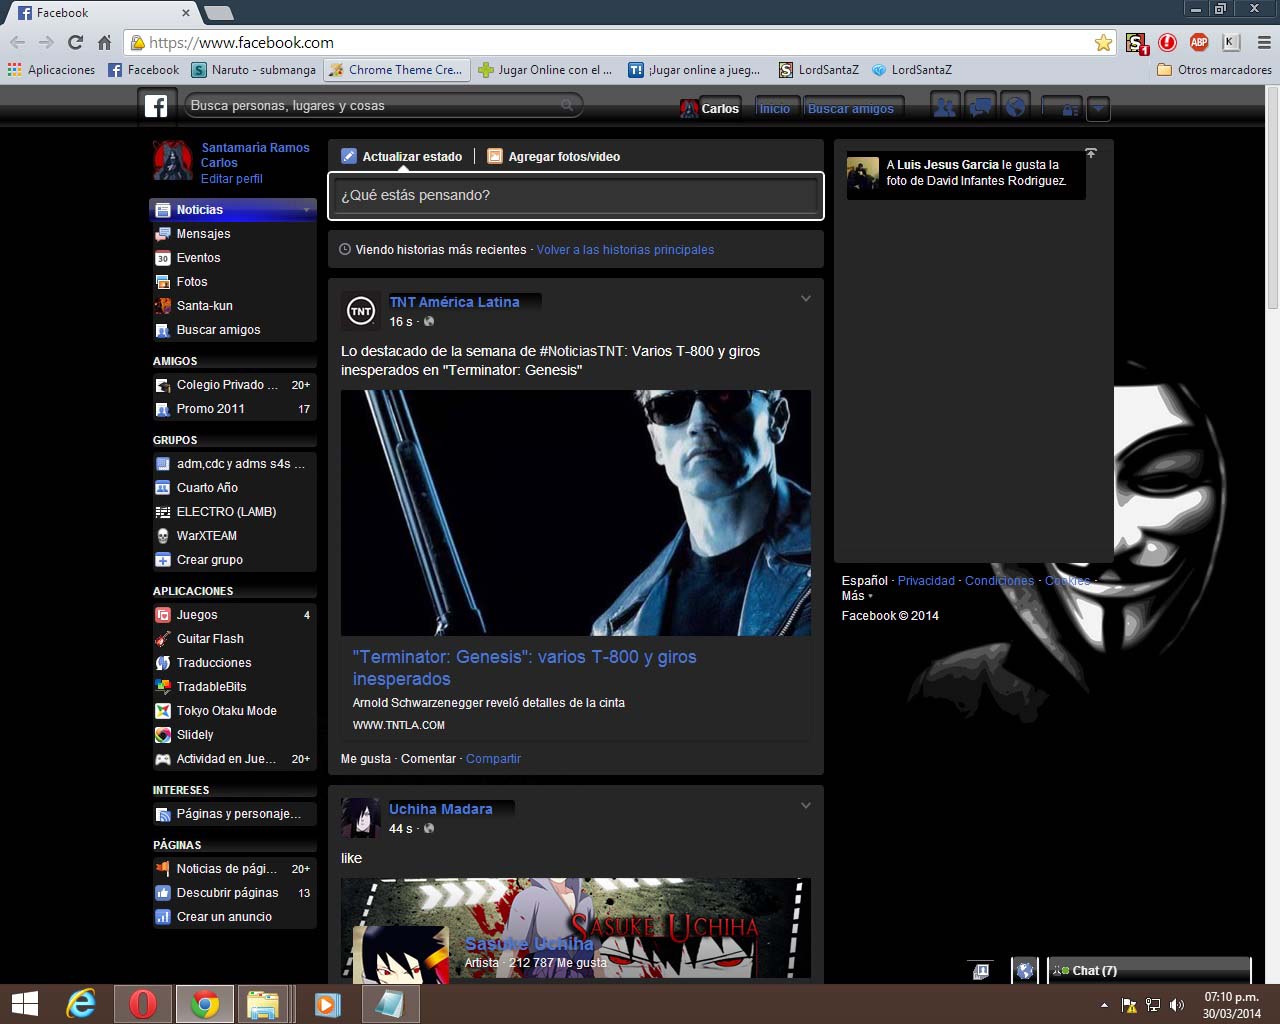 Facebook
https://www.facebook.com
1
ABP
K
Aplicaciones
Facebook
Naruto - submanga
Chrome Theme Cre...
Jugar Online con el ...
¡Jugar online a jueg...
LordSantaZ
LordSantaZ
Otros marcadores
Busca personas, lugares y cosas
Carlos
Inicio
Buscar amigos
Santamaria Ramos
Carlos
Editar perfil
Noticias
Mensajes
30 Eventos
Fotos
Santa-kun
Buscar amigos
AMIGOS
Colegio Privado ... 20+
Promo 2011 17
GRUPOS
adm,cdc y adms s4s ...
Cuarto Año
ELECTRO (LAMB)
WarXTEAM
Crear grupo
APLICACIONES
Juegos 4
Guitar Flash
Traducciones
TradableBits
Tokyo Otaku Mode
Slidely
Actividad en Jue... 20+
INTERESES
Páginas y personaje...
PÁGINAS
Noticias de pági... 20+
Descubrir páginas 13
Crear un anuncio
Actualizar estado
Agregar fotos/video
¿Qué estás pensando?
Viendo historias más recientes · Volver a las historias principales
TNT
TNT América Latina
16 s ·
Lo destacado de la semana de #NoticiasTNT: Varios T-800 y giros
inesperados en "Terminator: Genesis"
"Terminator: Genesis": varios T-800 y giros
inesperados
Arnold Schwarzenegger reveló detalles de la cinta
WWW.TNTLA.COM
Me gusta · Comentar · Compartir
Uchiha Madara
44 s ·
like
SASUKE UCHIHA
Sasuke Uchiha
Artista · 212 787 Me gusta
A Luis Jesus Garcia le gusta la
foto de David Infantes Rodriguez.
Español · Privacidad · Condiciones · Cookies ·
Más
Facebook © 2014
Chat (7)
07:10 p.m.
30/03/2014